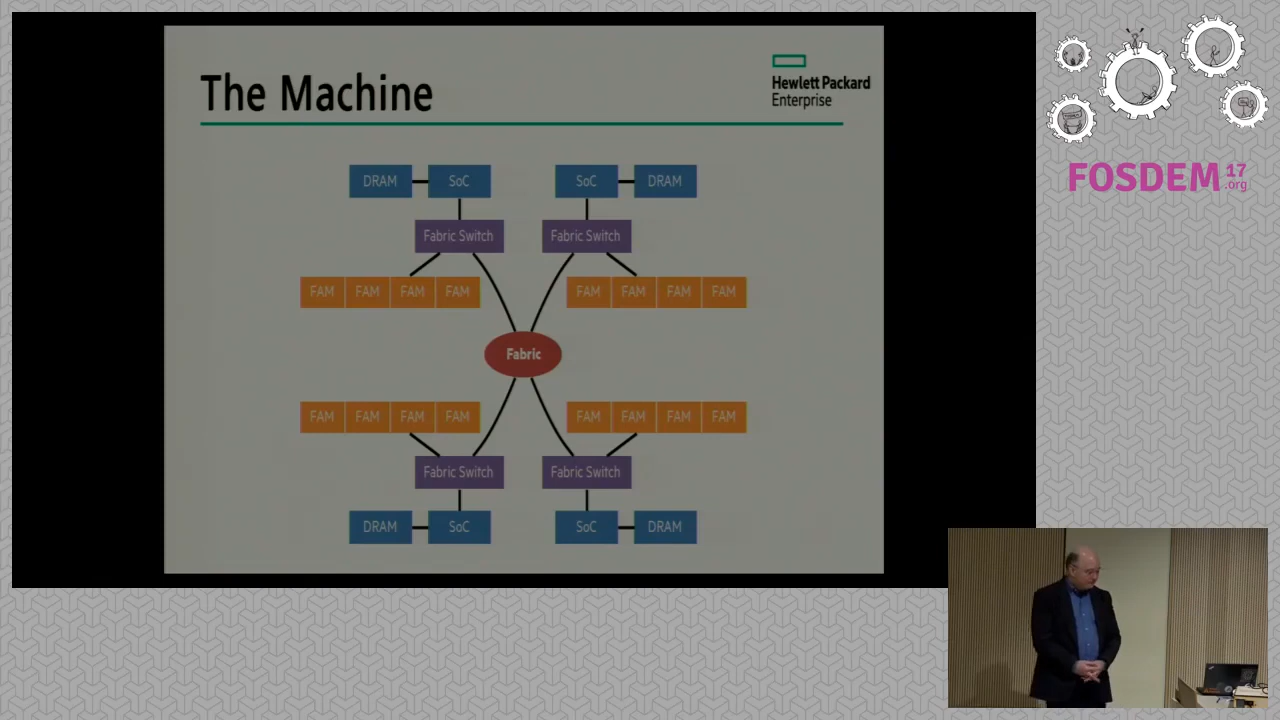 The Machine
Hewlett Packard
Enterprise
DRAM SoC SoC DRAM
Fabric Switch Fabric Switch
FAM FAM FAM FAM FAM FAM FAM FAM
Fabric
FAM FAM FAM FAM FAM FAM FAM FAM
Fabric Switch Fabric Switch
DRAM SoC SoC DRAM
FOSDEM 17
.org